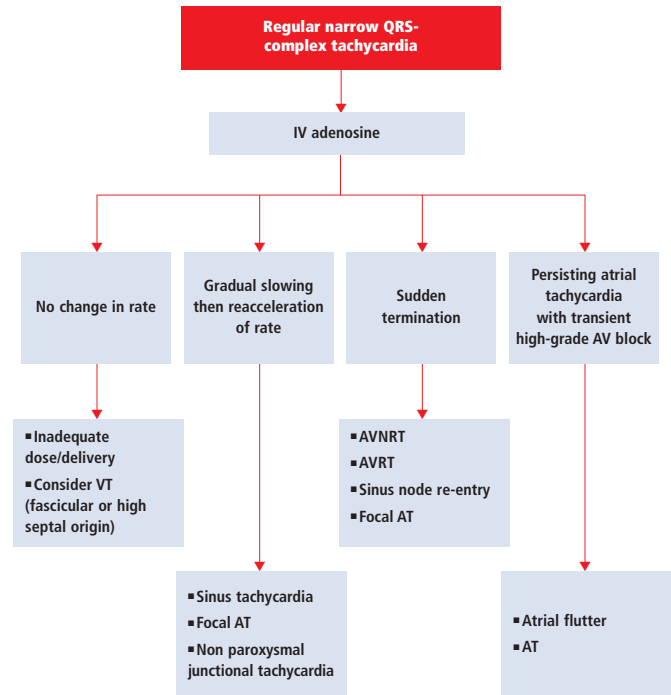 Regular narrow QRS-
complex tachycardia
IV adenosine
No change in rate
Gradual slowing
then reacceleration
of rate
Sudden
termination
Persisting atrial
tachycardia
with transient
high-grade AV block
▪Inadequate
dose/delivery
▪Consider VT
(fascicular or high
septal origin)
▪AVNRT
▪AVRT
▪Sinus node re-entry
▪Focal AT
▪Sinus tachycardia
▪Focal AT
▪Non paroxysmal
junctional tachycardia
▪Atrial flutter
▪AT